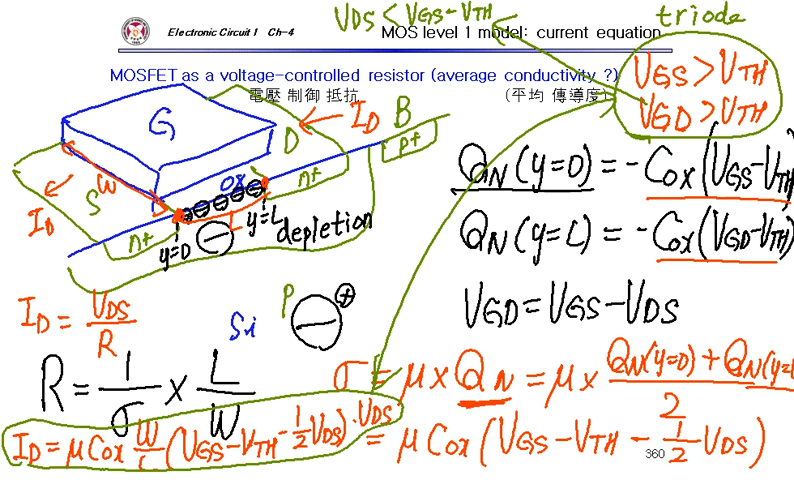 VDS < VGS-VTH
triode
Electronic Circuit 1 Ch-4
MOS level 1 model: current equation
MOSFET as a voltage-controlled resistor (average conductivity ?)
電壓 制御 抵抗
(平均 傳導度)
VGS > VTH
VGD > VTH
G
D
ID
B
p+
S
W
ID
ox
n+
n+
L
y=0
y=L
depletion
QN(y=0) = -Cox(VGS-VTH
QN(y=L) = -Cox(VGD-VTH)
VGD = VGS - VDS
P
Si
ID = VDS / R
R = 1/σ × L/W
σ = μ × QN = μ × QN(y=0) + QN(y=L / 2
ID = μ Cox W/L (VGS - VTH - 1/2 VDS) · VDS
= μ Cox (VGS - VTH - 1/2 VDS)
360